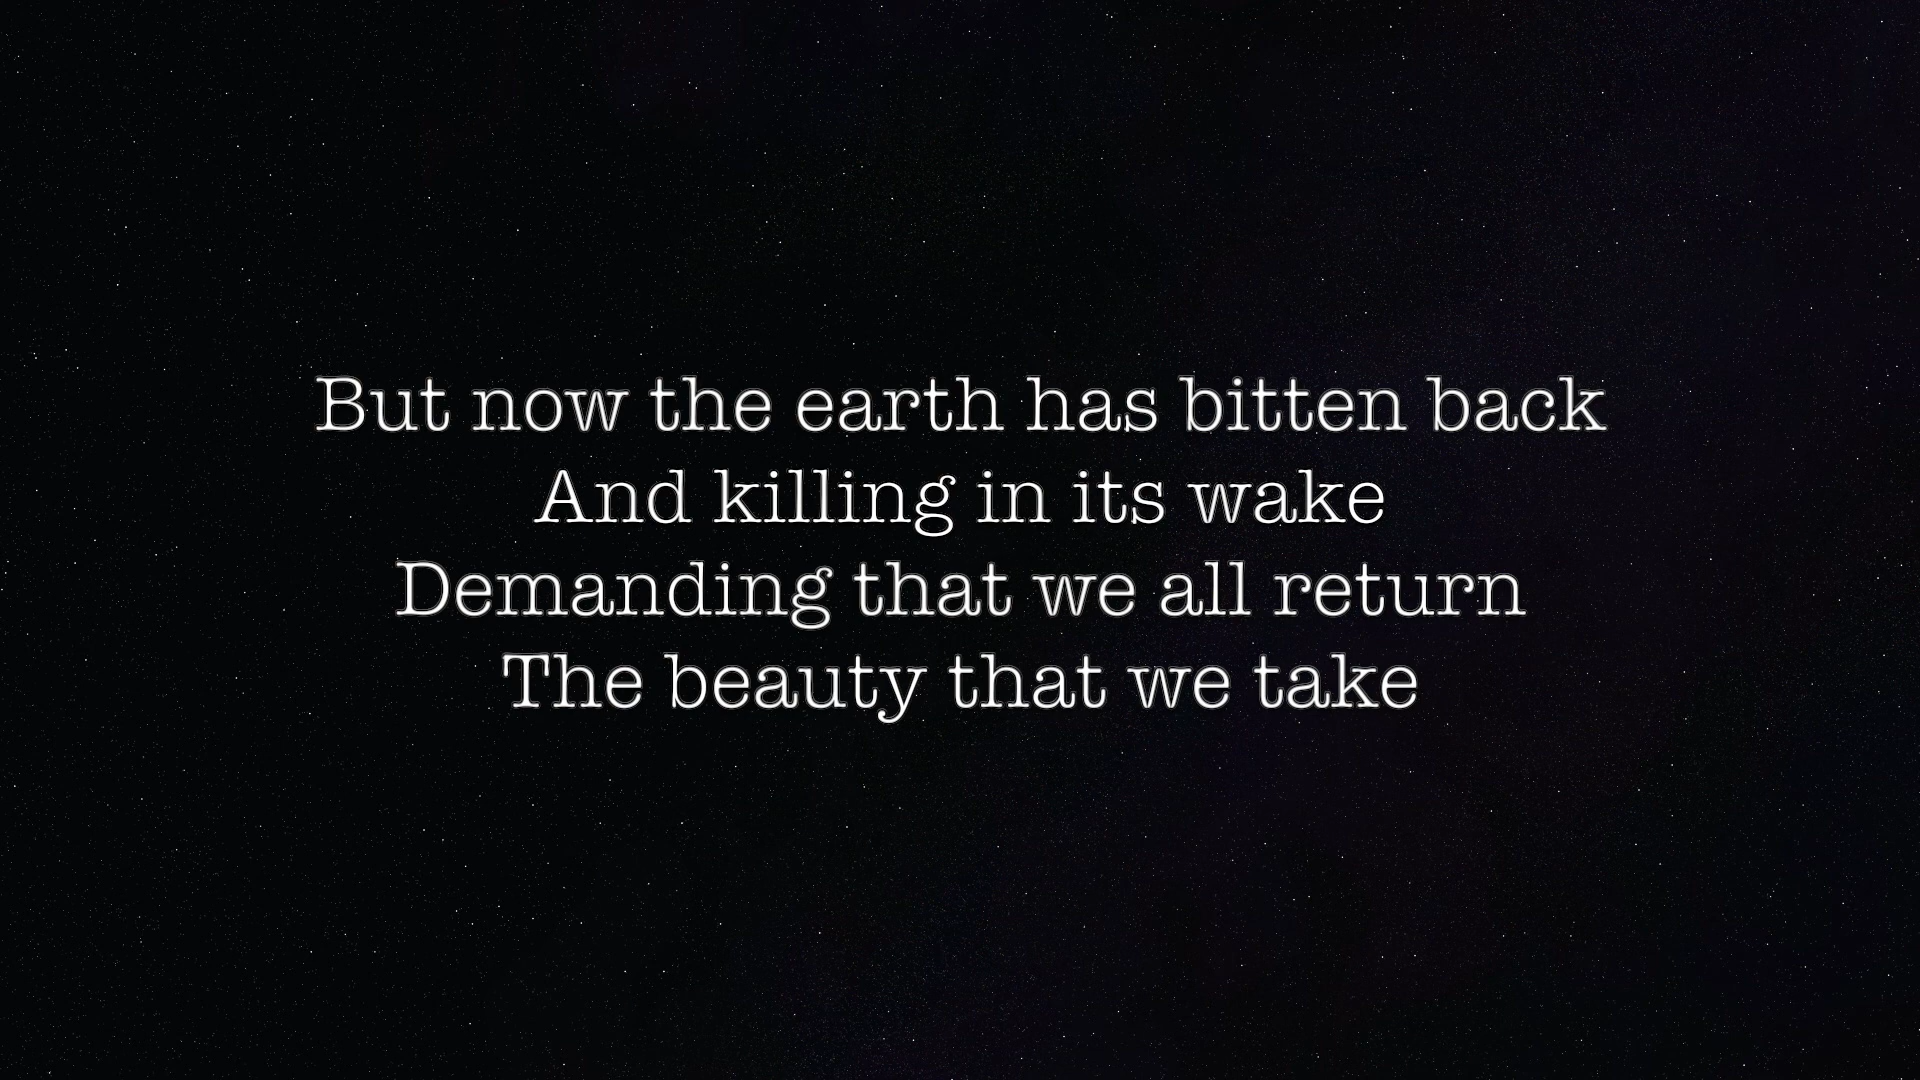 But now the earth has bitten back
And killing in its wake
Demanding that we all return
The beauty that we take